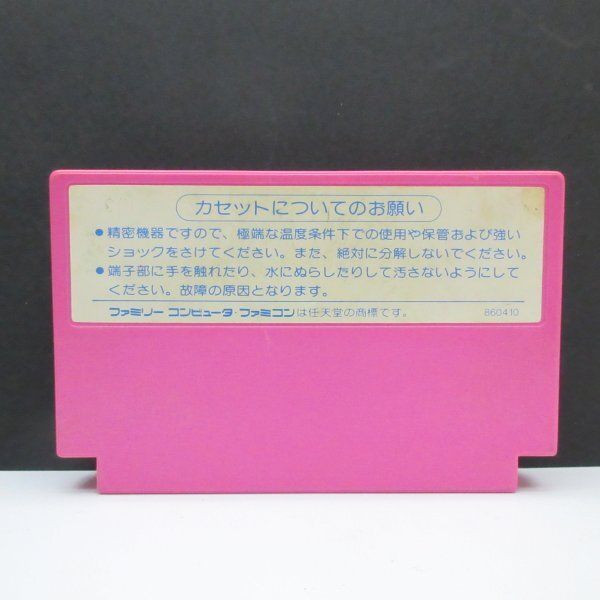 カセットについてのお願い
●精密機器ですので、極端な温度条件下での使用や保管および強い
ショックをさけてください。また、絶対に分解しないでください。
●端子部に手を触れたり、水にぬらしたりして汚さないようにして
ください。故障の原因となります。
ファミリー コンピュータ・ファミコンは任天堂の商標です。 860410